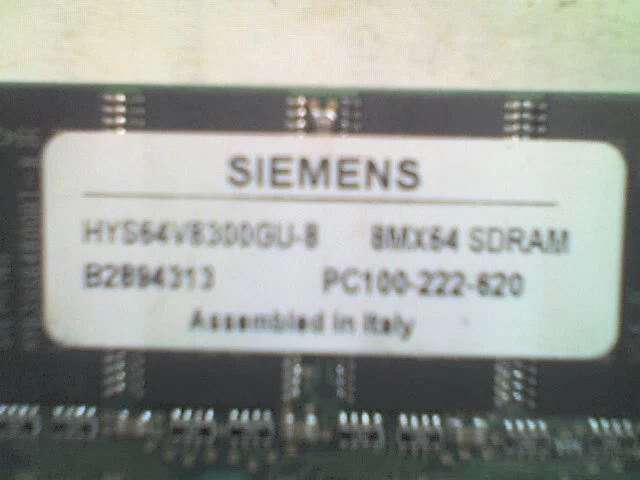 SIEMENS
HYS64V8300GU-8 8MX64 SDRAM
B2894313 PC100-222-620
Assembled in Italy